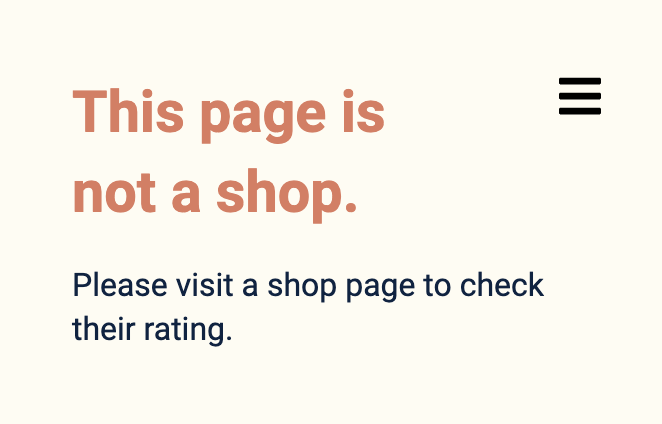 This page is
not a shop.
Please visit a shop page to check
their rating.